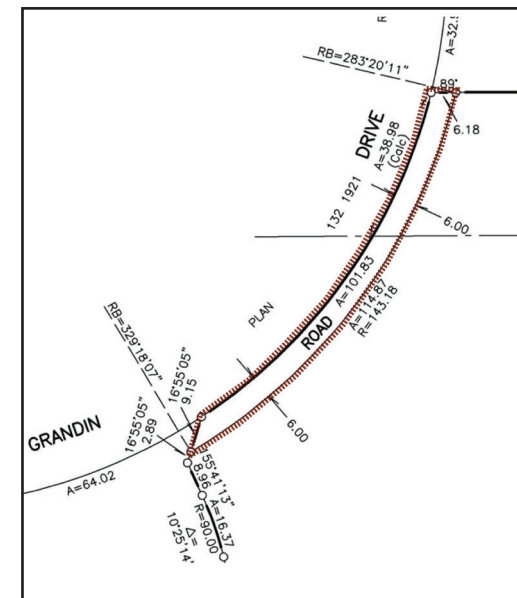 R
A=32.9
RB=283°20'11"
89°
6.18
DRIVE
A=38.98
(Calc)
132 1921
6.00
A=101.83
A=114.87
R=143.18
ROAD
PLAN
RB=329°18'07"
16°55'05"
9.15
6.00
GRANDIN
16°55'05"
2.89
A=64.02
55°41'13"
8.96
A=16.37
R=90.00
Δ=
10°25'14'